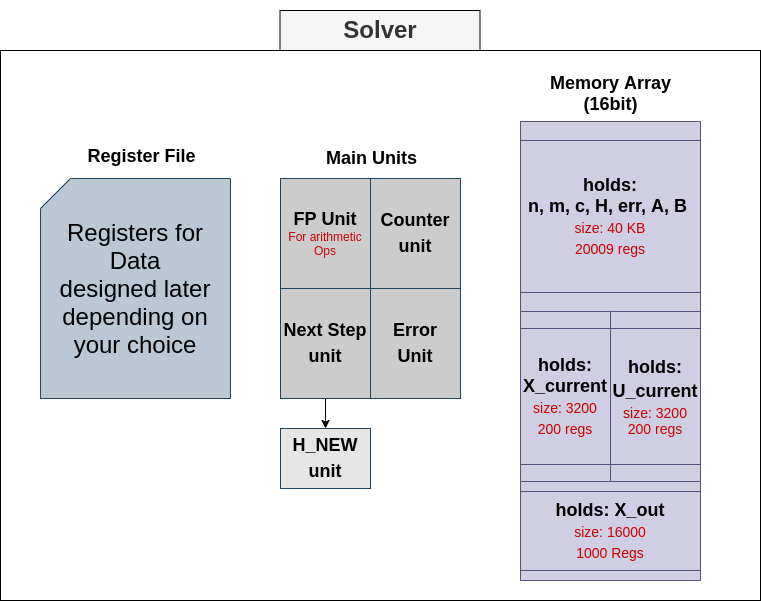 Solver
Register File
Registers for
Data
designed later
depending on
your choice
Main Units
FP Unit
For arithmetic
Ops
Counter
unit
Next Step
unit
Error
Unit
H_NEW
unit
Memory Array
(16bit)
holds:
n, m, c, H, err, A, B
size: 40 KB
20009 regs
holds:
X_current
size: 3200
200 regs
holds:
U_current
size: 3200
200 regs
holds: X_out
size: 16000
1000 Regs